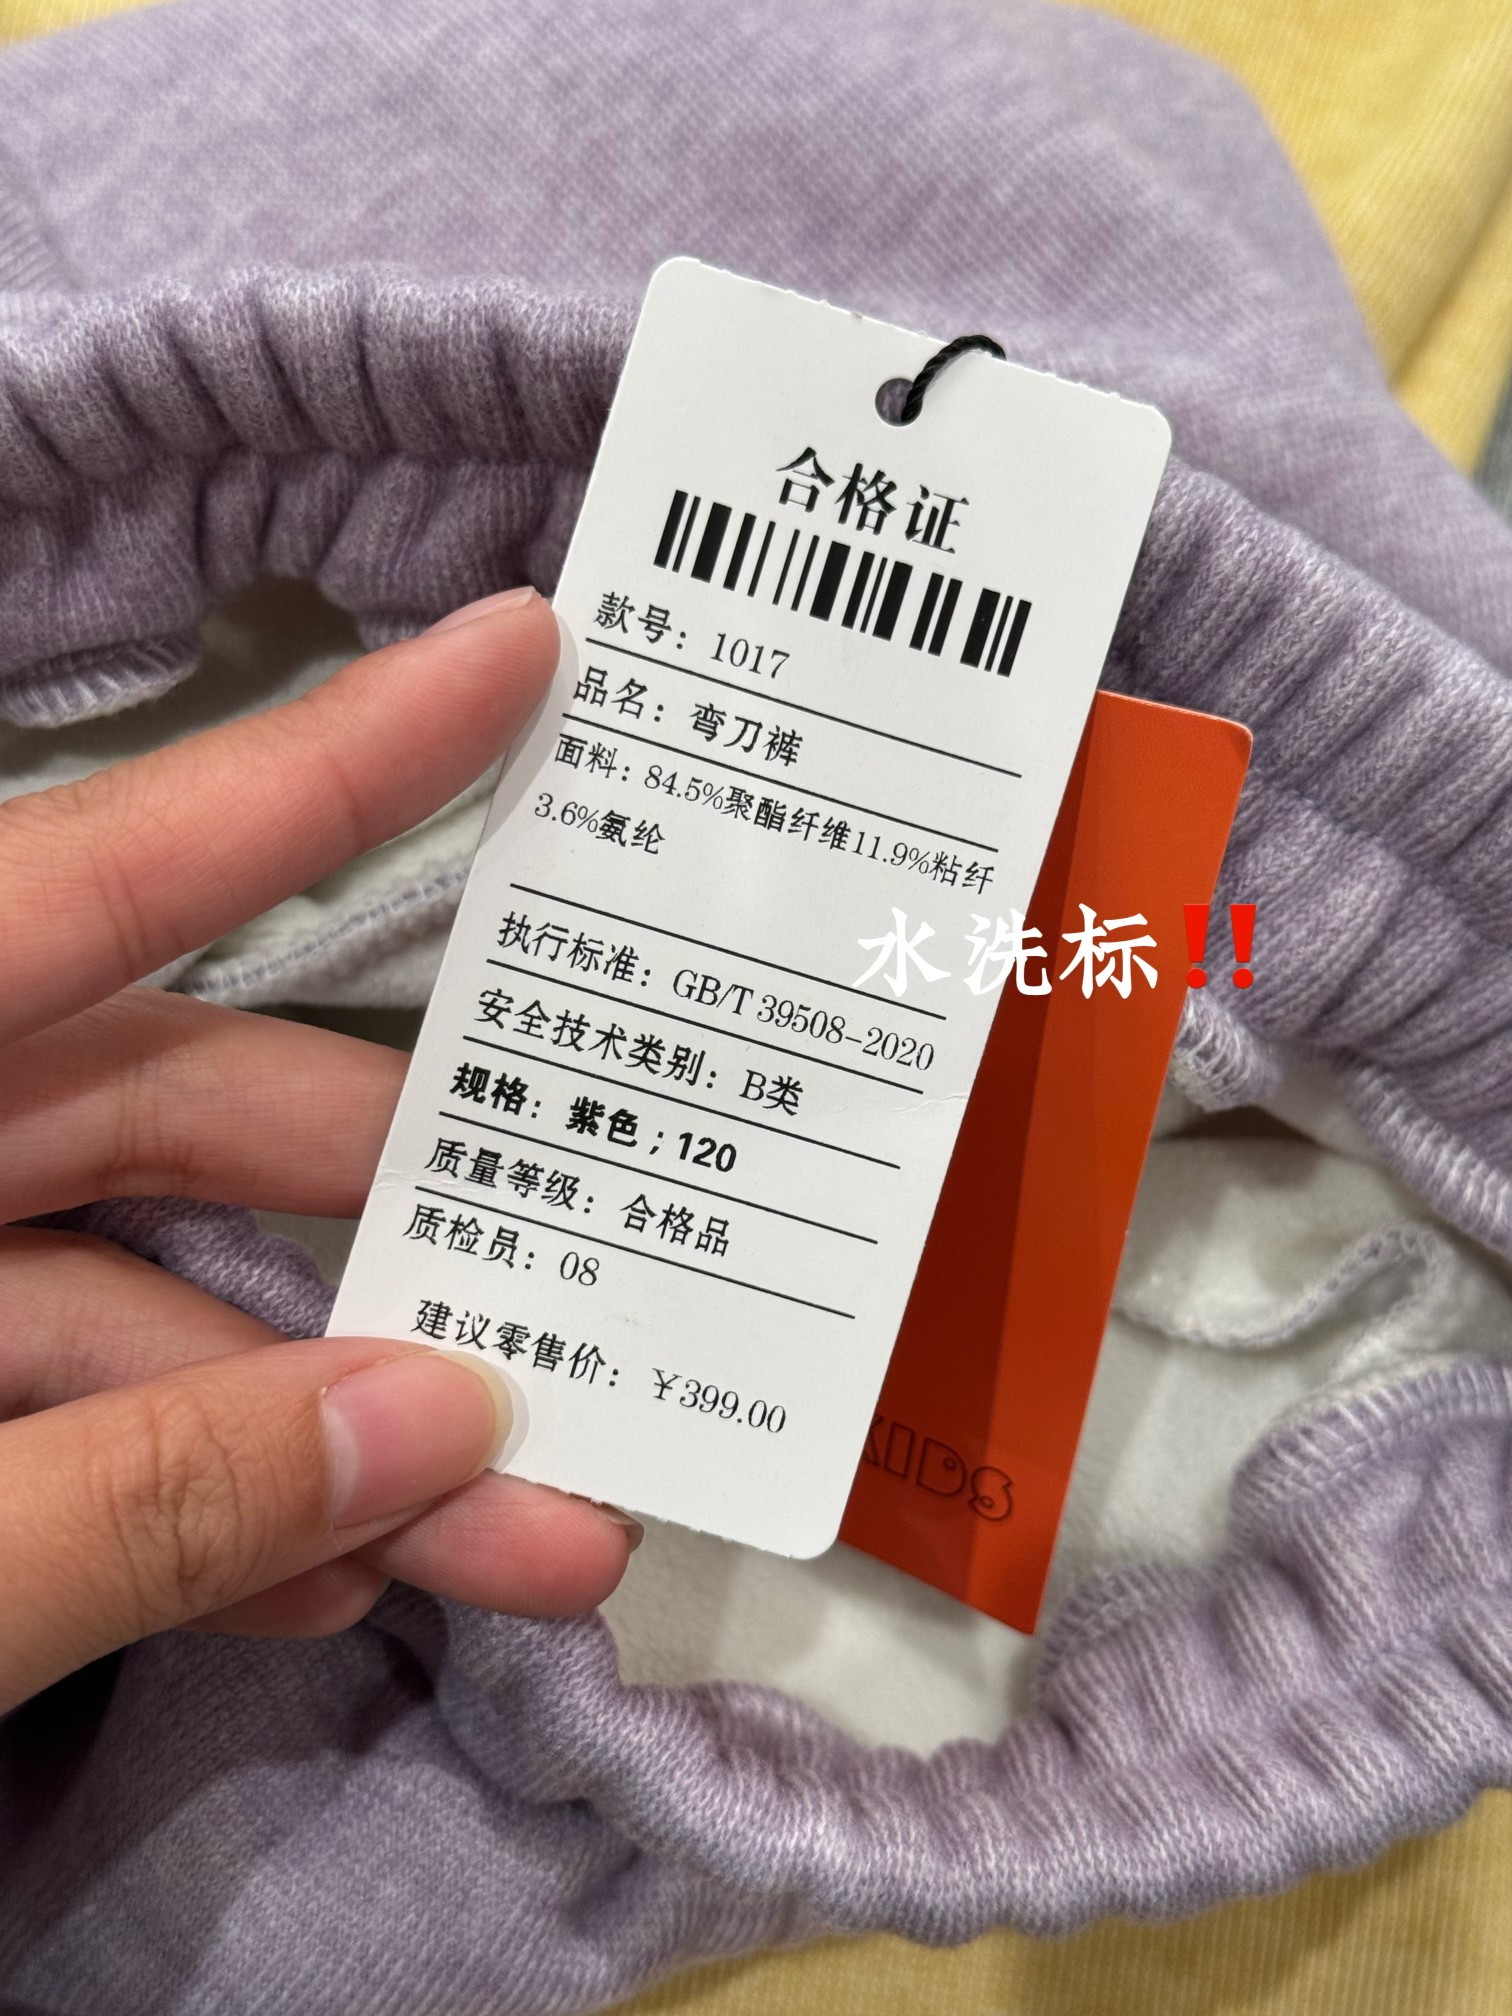 合格证
款号：1017
品名：弯刀裤
面料：84.5%聚酯纤维11.9%粘纤
3.6%氨纶
水洗标‼️
执行标准：GB/T 39508-2020
安全技术类别：B类
规格：紫色；120
质量等级：合格品
质检员：08
建议零售价：￥399.00
KIDS